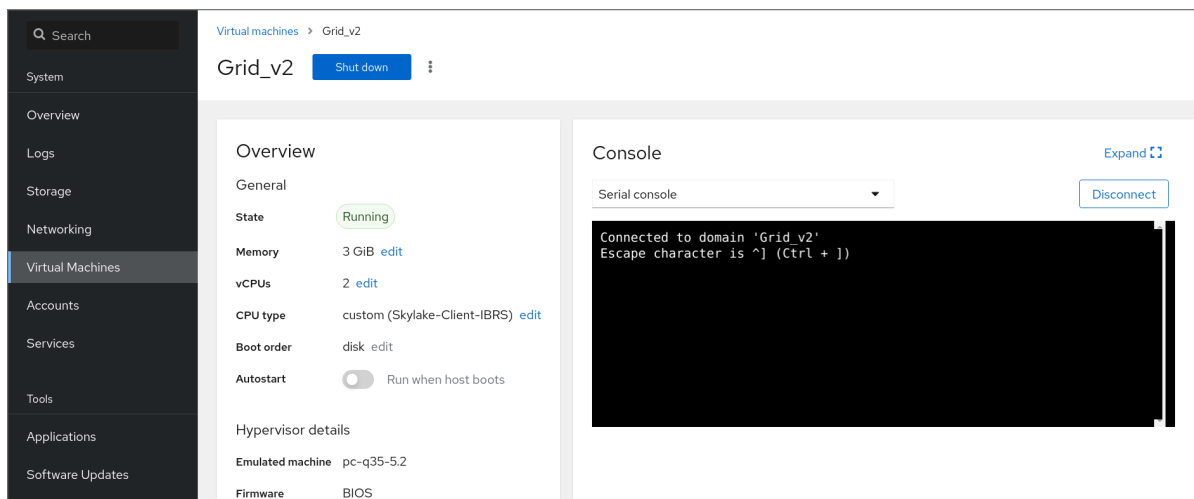 Search
System
Overview
Logs
Storage
Networking
Virtual Machines
Accounts
Services
Tools
Applications
Software Updates
Virtual machines > Grid_v2
Grid_v2 Shut down
Overview
General
State Running
Memory 3 GiB edit
vCPUs 2 edit
CPU type custom (Skylake-Client-IBRS) edit
Boot order disk edit
Autostart Run when host boots
Hypervisor details
Emulated machine pc-q35-5.2
Firmware BIOS
Console Expand
Serial console Disconnect
Connected to domain 'Grid_v2'
Escape character is ^] (Ctrl + ])